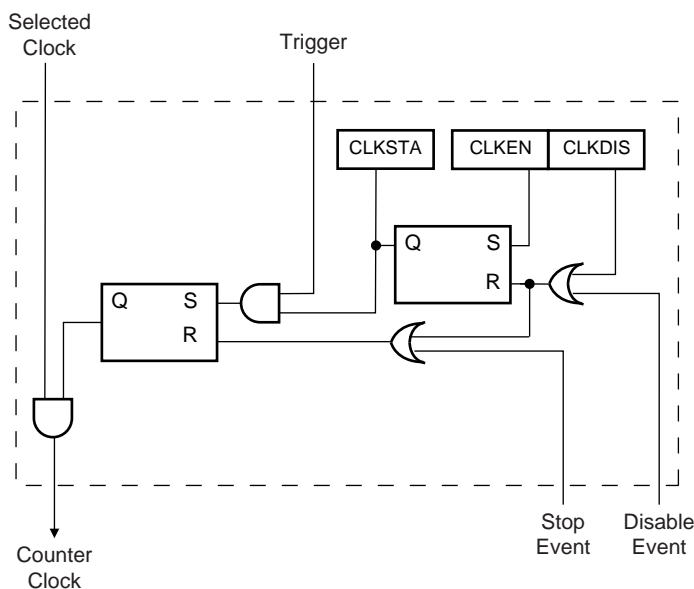 Selected
Clock
Trigger
CLKSTA
CLKEN
CLKDIS
Q
S
R
Q
S
R
Stop
Event
Disable
Event
Counter
Clock